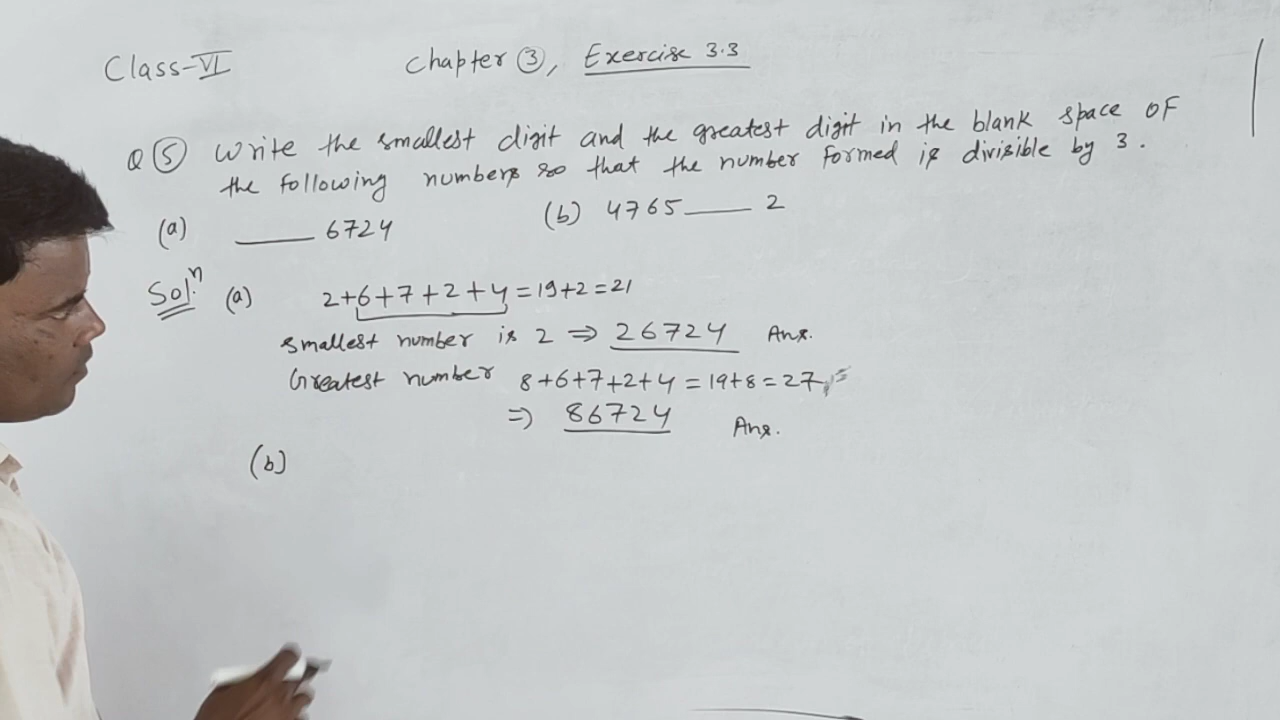 Class-VI Chapter ③, Exercise 3.3
Q ⑤ Write the smallest digit and the greatest digit in the blank space of
the following numbers so that the number formed is divisible by 3.
(a) ____ 6724 (b) 4765 ____ 2
Sol.ⁿ (a) 2+6+7+2+4=19+2=21
smallest number is 2 ⇒ 26724 Ans.
Greatest number 8+6+7+2+4=19+8=27
⇒ 86724 Ans.
(b)